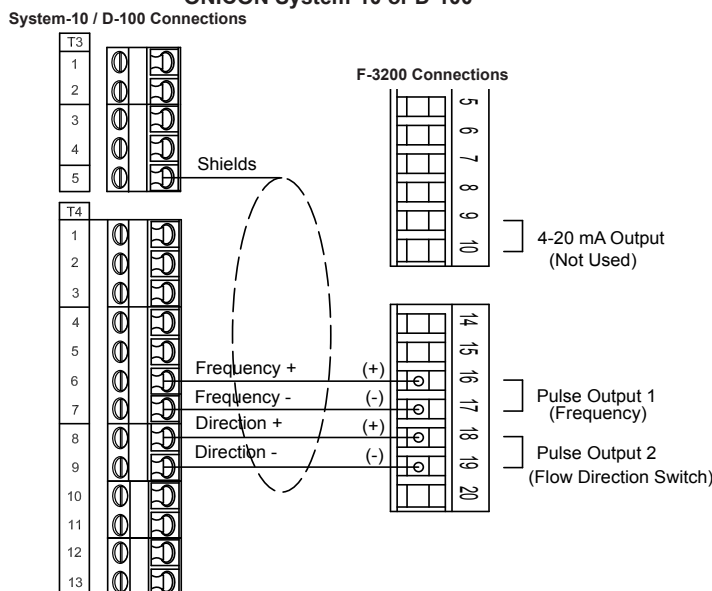 System-10 / D-100 Connections
T3
1
2
3
4
5
Shields
T4
1
2
3
4
5
6
7
8
9
10
11
12
13
Frequency + (+)
Frequency - (-)
Direction + (+)
Direction - (-)
F-3200 Connections
5
6
7
8
9
10
4-20 mA Output
(Not Used)
14
15
16
17
18
19
20
Pulse Output 1
(Frequency)
Pulse Output 2
(Flow Direction Switch)